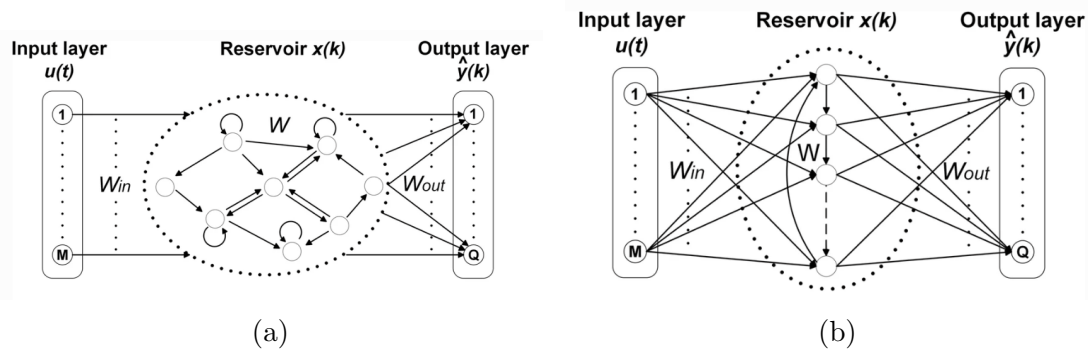 Input layer
u(t)
Reservoir x(k)
Output layer
ŷ(k)
1
M
Win
W
Wout
1
Q
(a)
Input layer
u(t)
Reservoir x(k)
Output layer
ŷ(k)
1
M
Win
W
Wout
1
Q
(b)